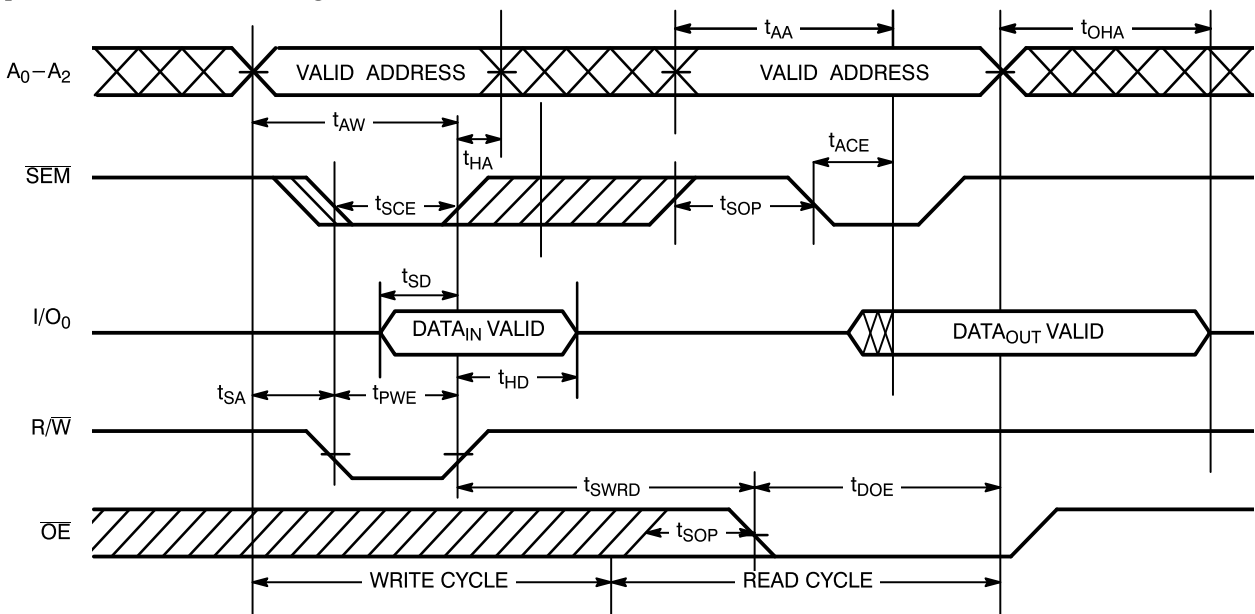 tAA
tOHA
A0–A2
VALID ADDRESS
VALID ADDRESS
tAW
tHA
tACE
SEM
tSCE
tSOP
tSD
I/O0
DATAIN VALID
DATAOUT VALID
tHD
tSA
tPWE
R/W
tSWRD
tDOE
OE
tSOP
WRITE CYCLE
READ CYCLE